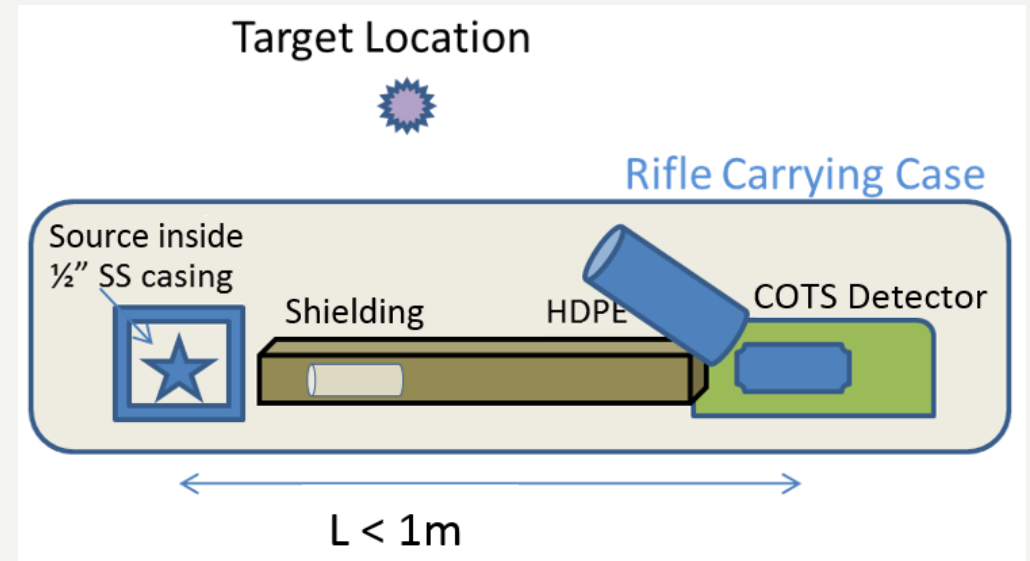 Target Location
Rifle Carrying Case
Source inside
½” SS casing
Shielding
HDPE
COTS Detector
L < 1m